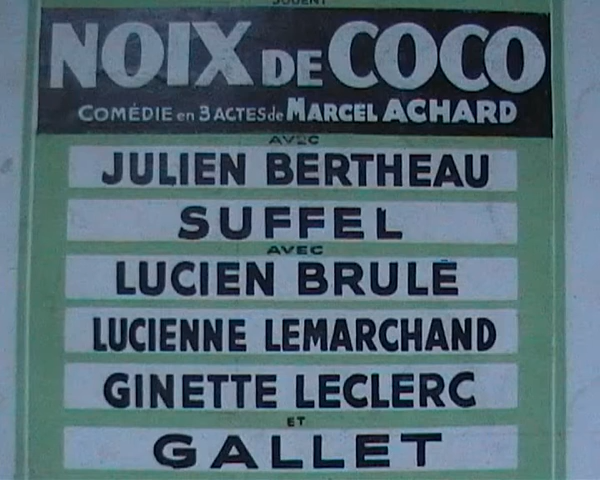 JOUENT
NOIX DE COCO
COMÉDIE en 3 ACTES de MARCEL ACHARD
AVEC
JULIEN BERTHEAU
SUFFEL
AVEC
LUCIEN BRULÉ
LUCIENNE LEMARCHAND
GINETTE LECLERC
ET
GALLET